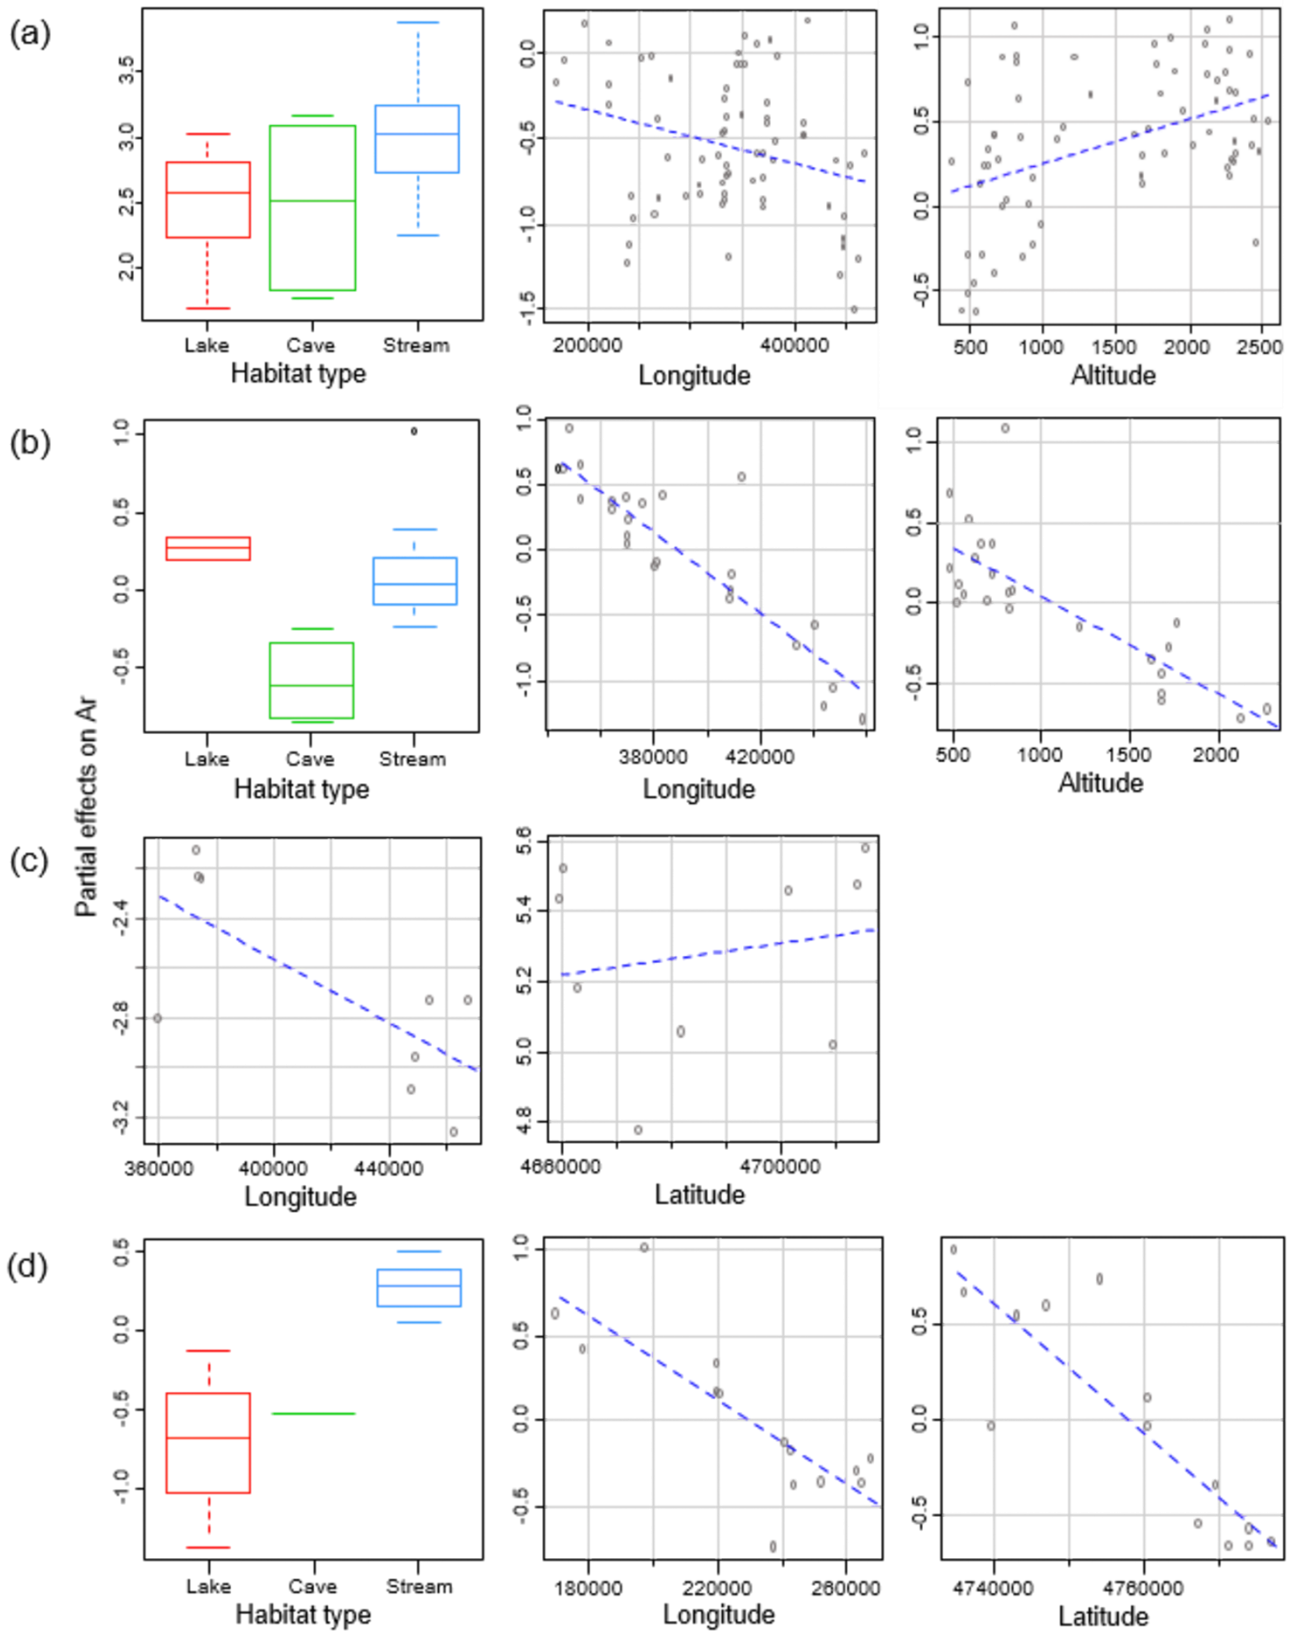 (a)
3.5
3.0
2.5
2.0
Lake Cave Stream
Habitat type
0.0
-0.5
-1.0
-1.5
200000 400000
Longitude
1.0
0.5
0.0
-0.5
500 1000 1500 2000 2500
Altitude
(b)
1.0
0.5
0.0
-0.5
Lake Cave Stream
Habitat type
1.0
0.5
0.0
-0.5
-1.0
380000 420000
Longitude
1.0
0.5
0.0
-0.5
500 1000 1500 2000
Altitude
Partial effects on Ar
(c)
-2.4
-2.8
-3.2
360000 400000 440000
Longitude
5.6
5.4
5.2
5.0
4.8
4660000 4700000
Latitude
(d)
0.5
0.0
-0.5
-1.0
Lake Cave Stream
Habitat type
1.0
0.5
0.0
-0.5
180000 220000 260000
Longitude
0.5
0.0
-0.5
4740000 4760000
Latitude